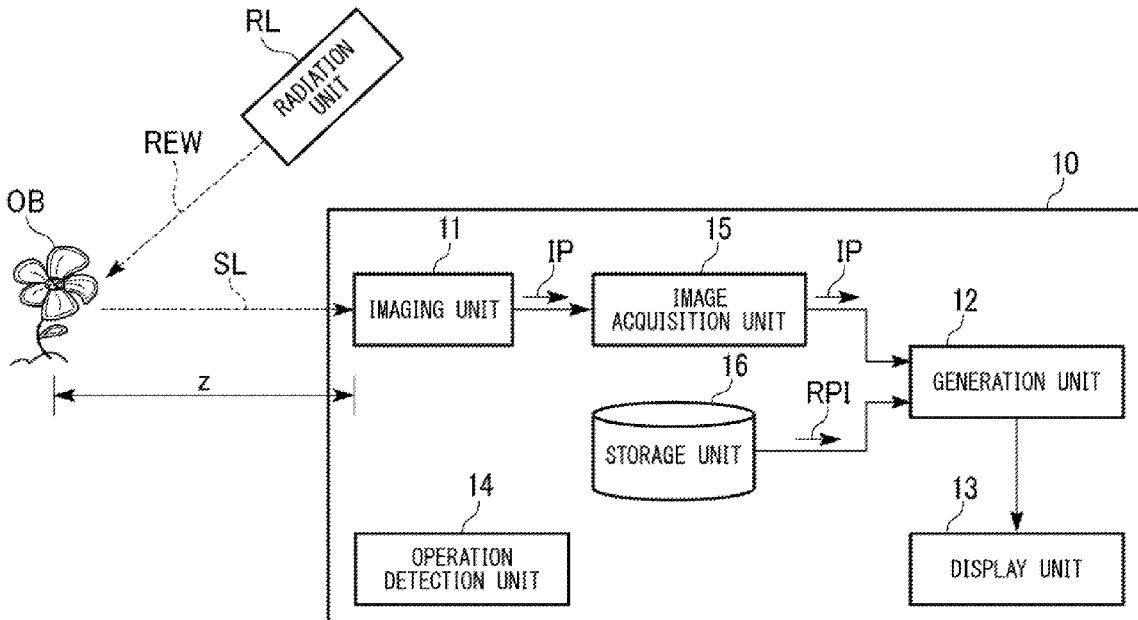 RL
RADIATION
UNIT
REW
OB
10
11
IP
15
IP
SL
IMAGING UNIT
IMAGE
ACQUISITION UNIT
12
GENERATION UNIT
z
16
RPI
STORAGE UNIT
14
13
OPERATION
DETECTION UNIT
DISPLAY UNIT